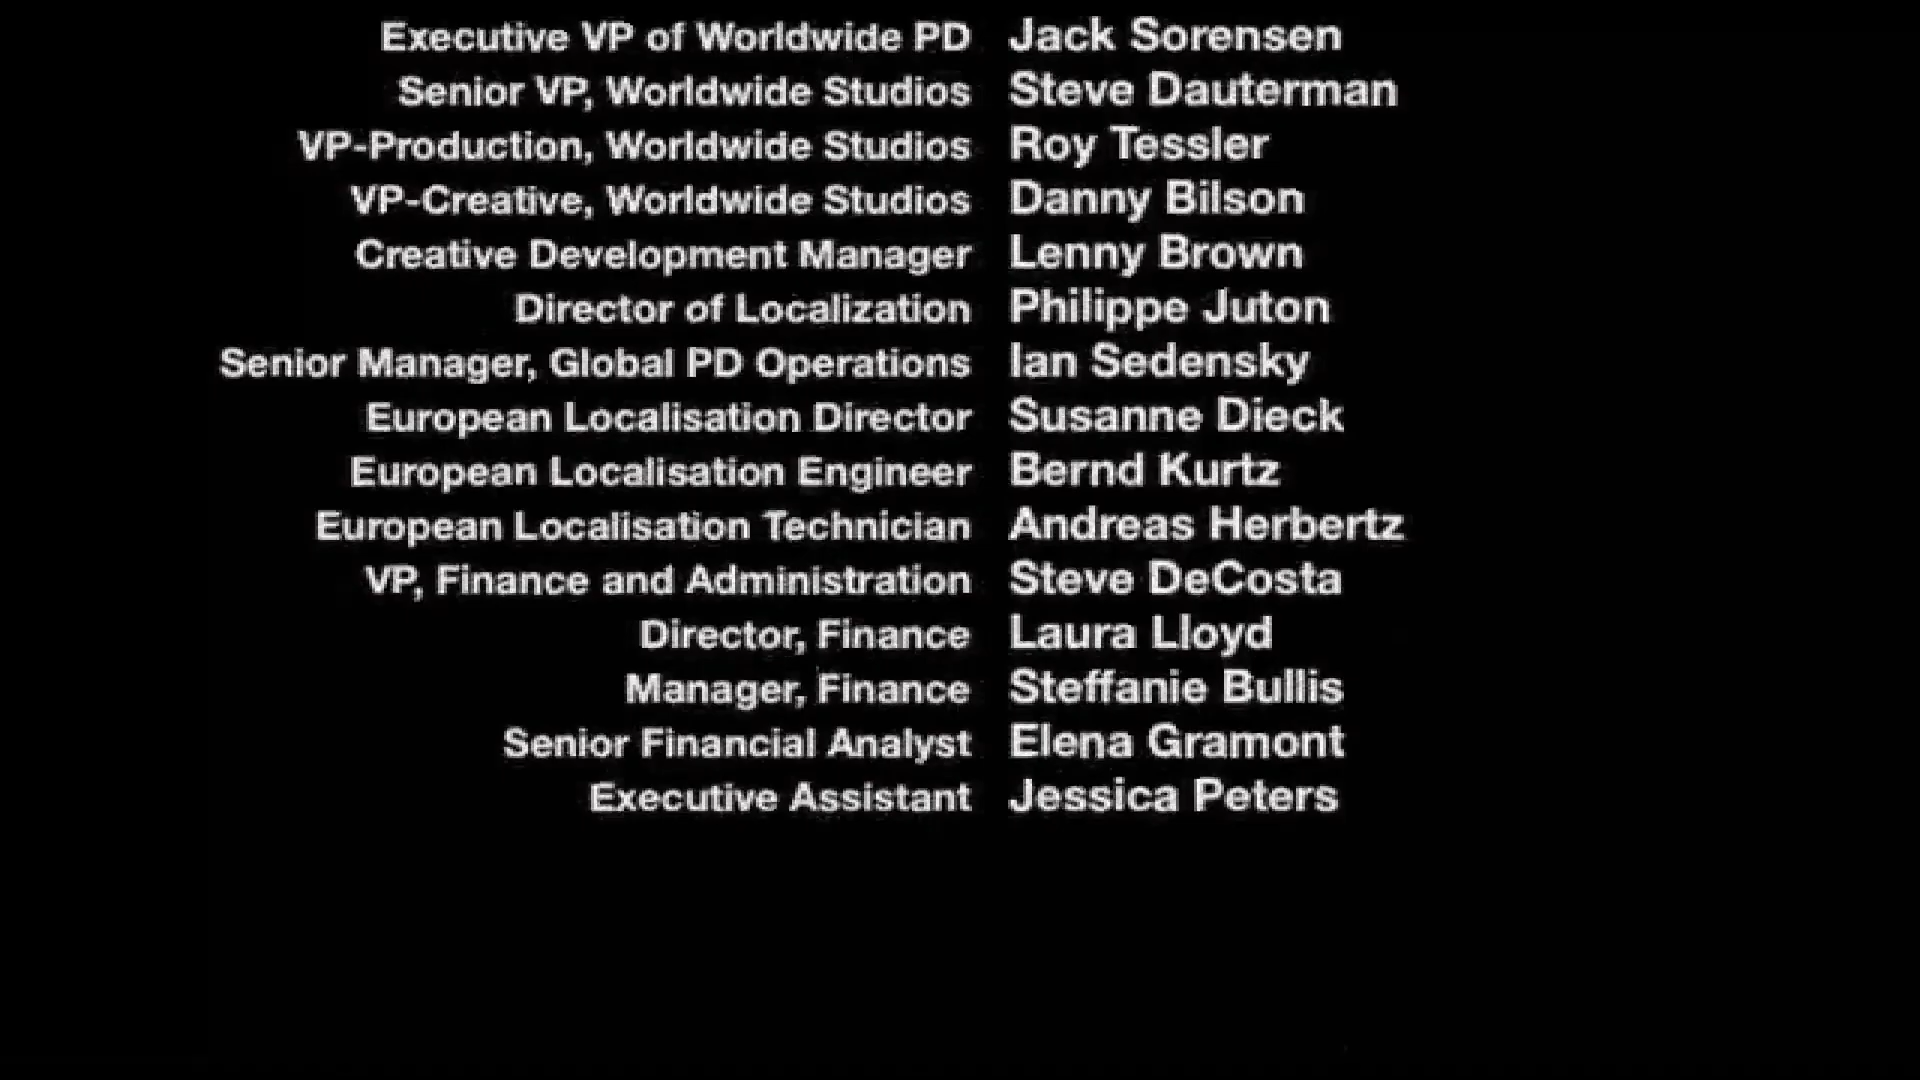 Executive VP of Worldwide PD Jack Sorensen
Senior VP, Worldwide Studios Steve Dauterman
VP-Production, Worldwide Studios Roy Tessler
VP-Creative, Worldwide Studios Danny Bilson
Creative Development Manager Lenny Brown
Director of Localization Philippe Juton
Senior Manager, Global PD Operations Ian Sedensky
European Localisation Director Susanne Dieck
European Localisation Engineer Bernd Kurtz
European Localisation Technician Andreas Herbertz
VP, Finance and Administration Steve DeCosta
Director, Finance Laura Lloyd
Manager, Finance Steffanie Bullis
Senior Financial Analyst Elena Gramont
Executive Assistant Jessica Peters